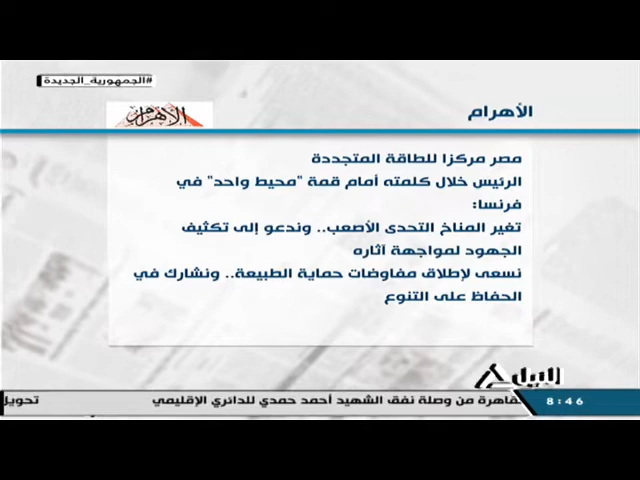 #الجمهورية_الجديدة
الأهرام
الأهرام
مصر مركزا للطاقة المتجددة
الرئيس خلال كلمته أمام قمة "محيط واحد" في
فرنسا:
تغير المناخ التحدى الأصعب.. وندعو إلى تكثيف
الجهود لمواجهة آثاره
نسعى لإطلاق مفاوضات حماية الطبيعة.. ونشارك في
الحفاظ على التنوع
النيل
8:46
قاهرة من وصلة نفق الشهيد أحمد حمدي للدائري الإقليمي
تحويل